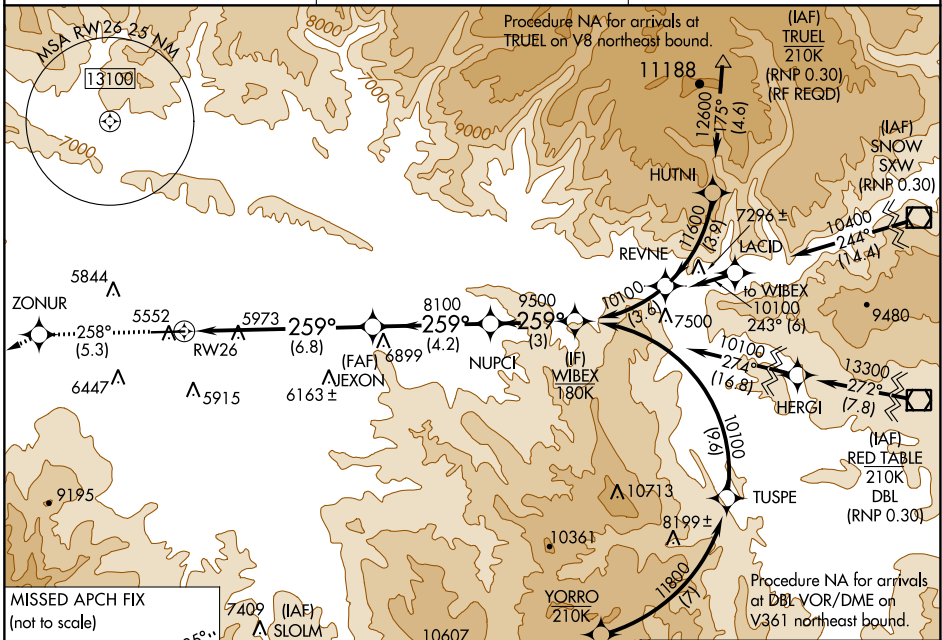 MSA RW26 25 NM
13100
8000
7000
7000
9000
Procedure NA for arrivals at
TRUEL on V8 northeast bound.
(IAF)
TRUEL
210K
(RNP 0.30)
(RF REQD)
11188
12600
175°
(4.6)
(IAF)
SNOW
SXW
(RNP 0.30)
HUTNI
11600
(3.9)
7296 ±
LACID
10400
244°
(14.4)
REVNE
5844
ZONUR
258°
(5.3)
5552
RW26
5973
259°
(6.8)
(FAF)
JEXON
6899
8100
259°
(4.2)
NUPCI
9500
259°
(3)
(IF)
WIBEX
180K
10100
(3.6)
7500
to WIBEX
10100
243° (6)
9480
6447
5915
6163 ±
10100
274°
(16.8)
HERGI
13300
272°
(7.8)
(IAF)
RED TABLE
210K
DBL
(RNP 0.30)
10100
(9.6)
TUSPE
9195
10713
8199 ±
10361
11800
(7)
YORRO
210K
Procedure NA for arrivals
at DBL VOR/DME on
V361 northeast bound.
MISSED APCH FIX
(not to scale)
7409
(IAF)
SLOLM
10607